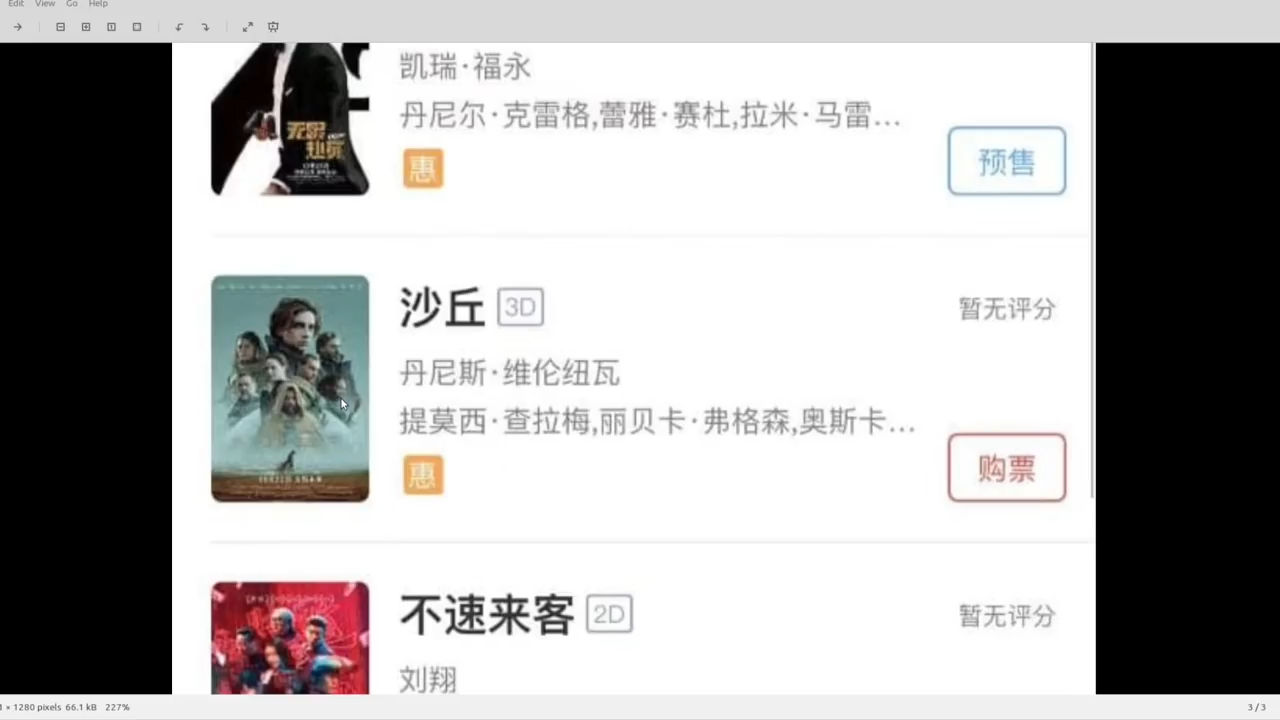 Edit View Go Help
凯瑞·福永
丹尼尔·克雷格,蕾雅·赛杜,拉米·马雷...
无暇
赴死
惠
预售
沙丘 3D
暂无评分
丹尼斯·维伦纽瓦
提莫西·查拉梅,丽贝卡·弗格森,奥斯卡...
惠
购票
不速来客 2D
暂无评分
刘翔
× 1280 pixels 66.1 kB 227%
3 / 3